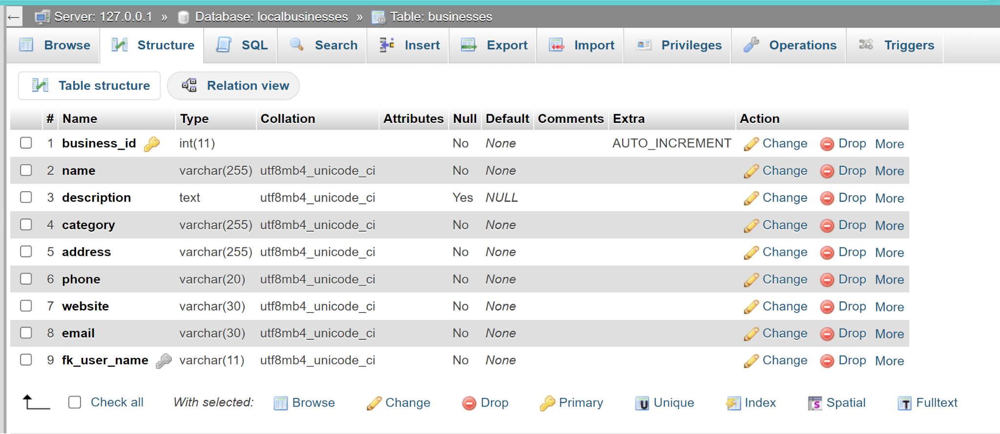 ← Server: 127.0.0.1 » Database: localbusinesses » Table: businesses
Browse Structure SQL Search Insert Export Import Privileges Operations Triggers
Table structure Relation view
# Name Type Collation Attributes Null Default Comments Extra Action
1 business_id int(11) No None AUTO_INCREMENT Change Drop More
2 name varchar(255) utf8mb4_unicode_ci No None Change Drop More
3 description text utf8mb4_unicode_ci Yes NULL Change Drop More
4 category varchar(255) utf8mb4_unicode_ci No None Change Drop More
5 address varchar(255) utf8mb4_unicode_ci No None Change Drop More
6 phone varchar(20) utf8mb4_unicode_ci No None Change Drop More
7 website varchar(30) utf8mb4_unicode_ci No None Change Drop More
8 email varchar(30) utf8mb4_unicode_ci No None Change Drop More
9 fk_user_name varchar(11) utf8mb4_unicode_ci No None Change Drop More
Check all With selected: Browse Change Drop Primary U Unique Index S Spatial T Fulltext